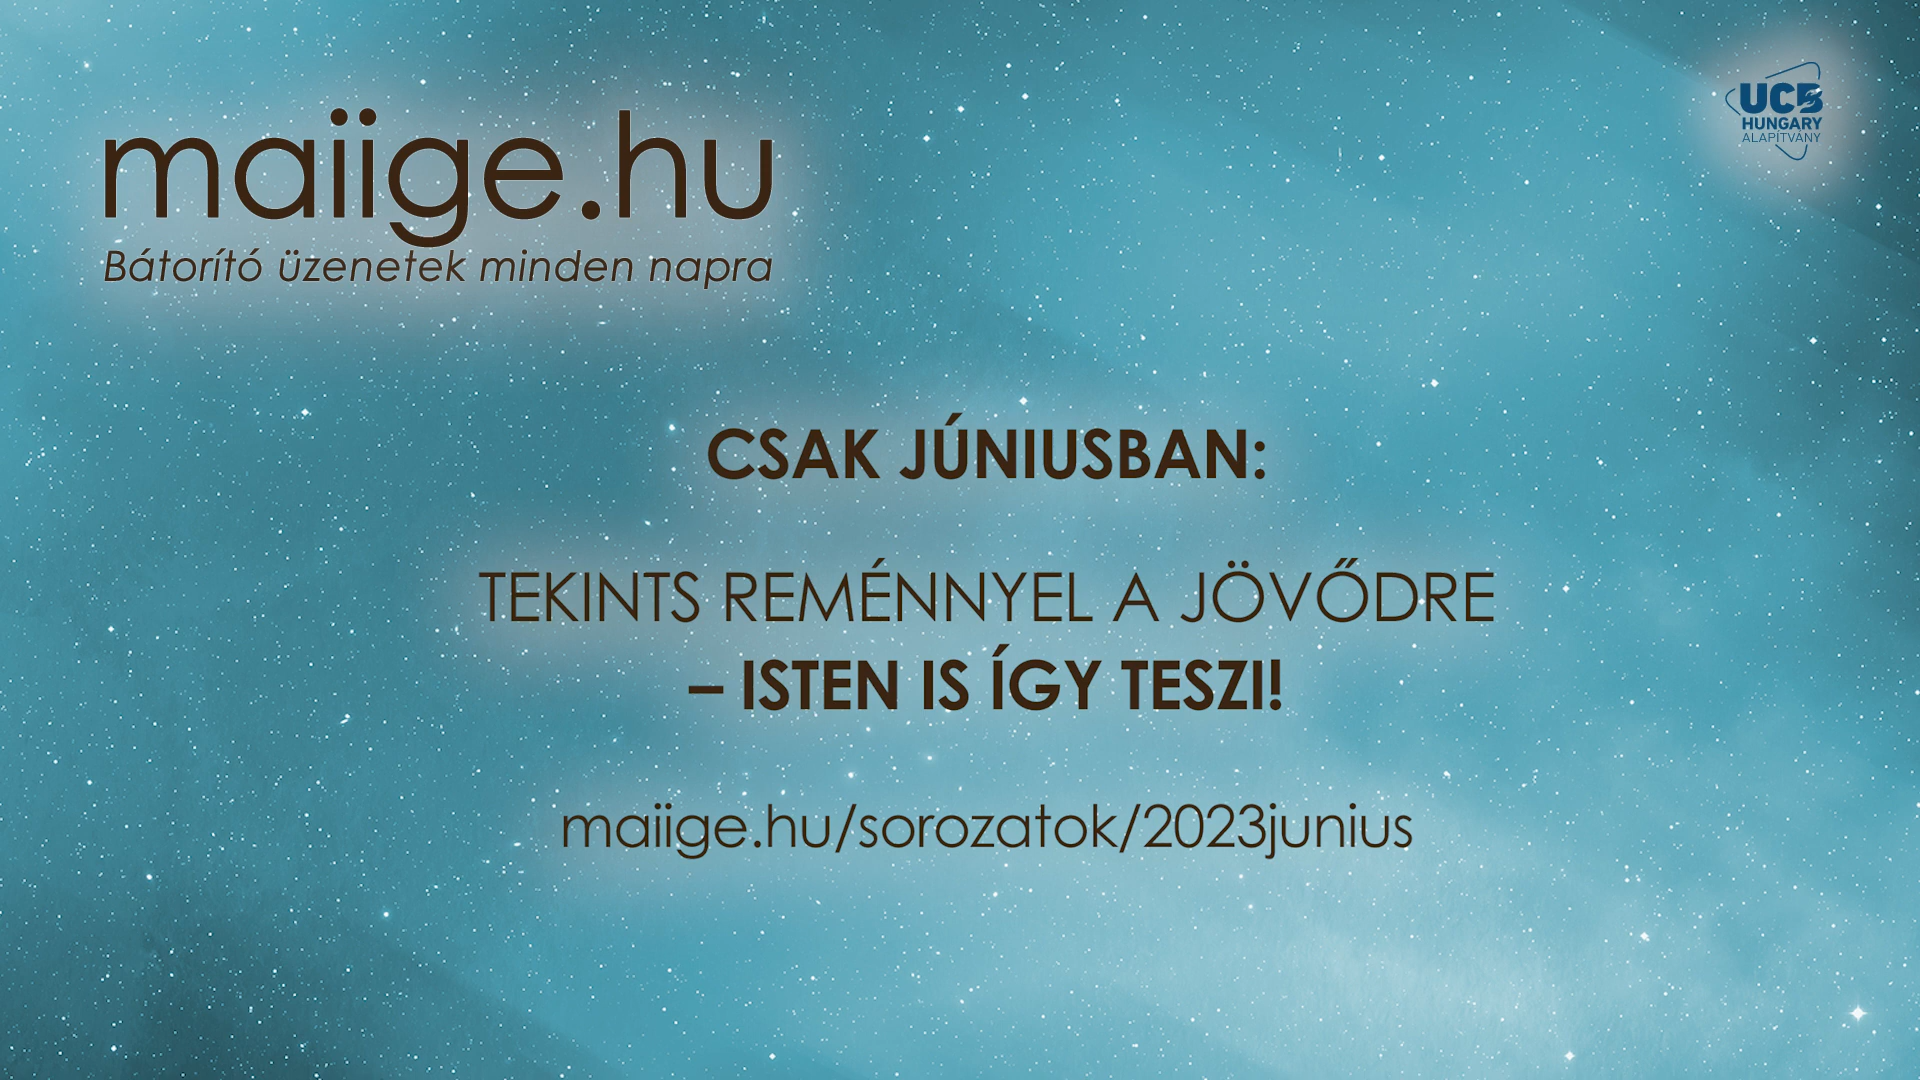 maiige.hu
Bátorító üzenetek minden napra
UCB
HUNGARY
ALAPÍTVÁNY
CSAK JÚNIUSBAN:
TEKINTS REMÉNNYEL A JÖVŐDRE
– ISTEN IS ÍGY TESZI!
maiige.hu/sorozatok/2023junius